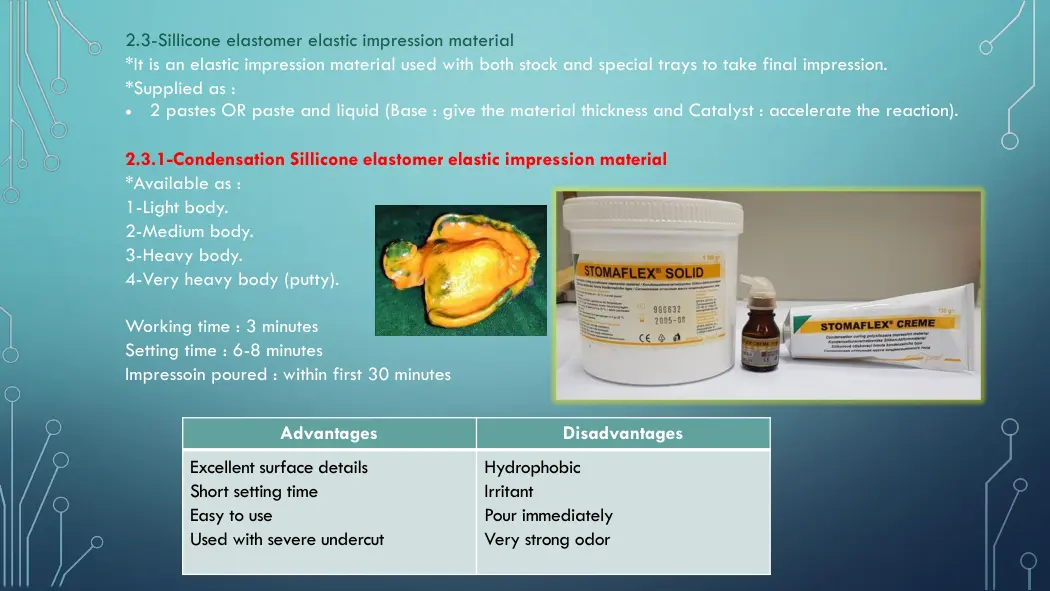 2.3-Sillicone elastomer elastic impression material
*It is an elastic impression material used with both stock and special trays to take final impression.
*Supplied as :
• 2 pastes OR paste and liquid (Base : give the material thickness and Catalyst : accelerate the reaction).
2.3.1-Condensation Sillicone elastomer elastic impression material
*Available as :
1-Light body.
2-Medium body.
3-Heavy body.
4-Very heavy body (putty).
Working time : 3 minutes
Setting time : 6-8 minutes
Impressoin poured : within first 30 minutes
STOMAFLEX® SOLID
960632
2005-08
STOMAFLEX® CREME
Advantages
Disadvantages
Excellent surface details
Short setting time
Easy to use
Used with severe undercut
Hydrophobic
Irritant
Pour immediately
Very strong odor